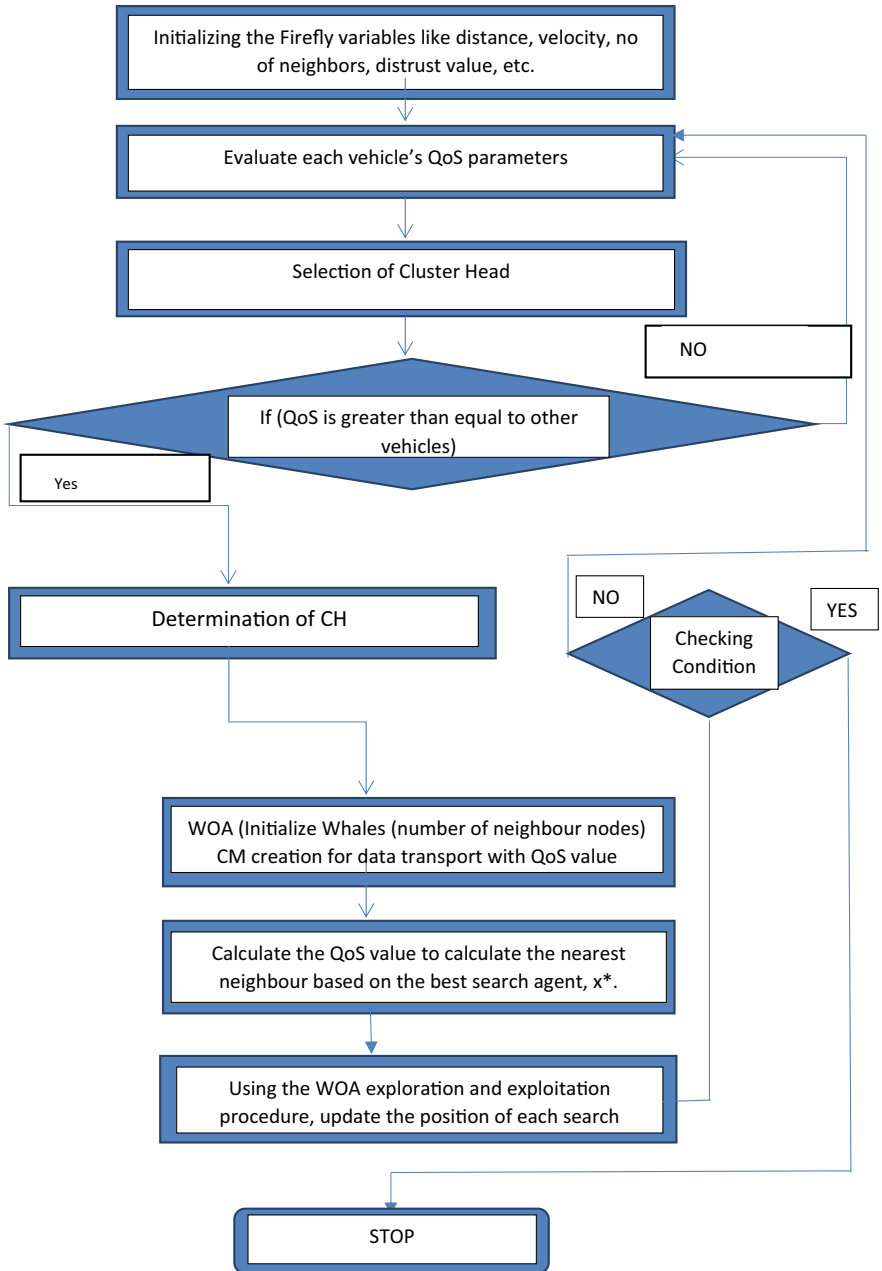 Initializing the Firefly variables like distance, velocity, no
of neighbors, distrust value, etc.
Evaluate each vehicle's QoS parameters
Selection of Cluster Head
NO
If (QoS is greater than equal to other
vehicles)
Yes
Determination of CH
NO
YES
Checking
Condition
WOA (Initialize Whales (number of neighbour nodes)
CM creation for data transport with QoS value
Calculate the QoS value to calculate the nearest
neighbour based on the best search agent, x*.
Using the WOA exploration and exploitation
procedure, update the position of each search
STOP